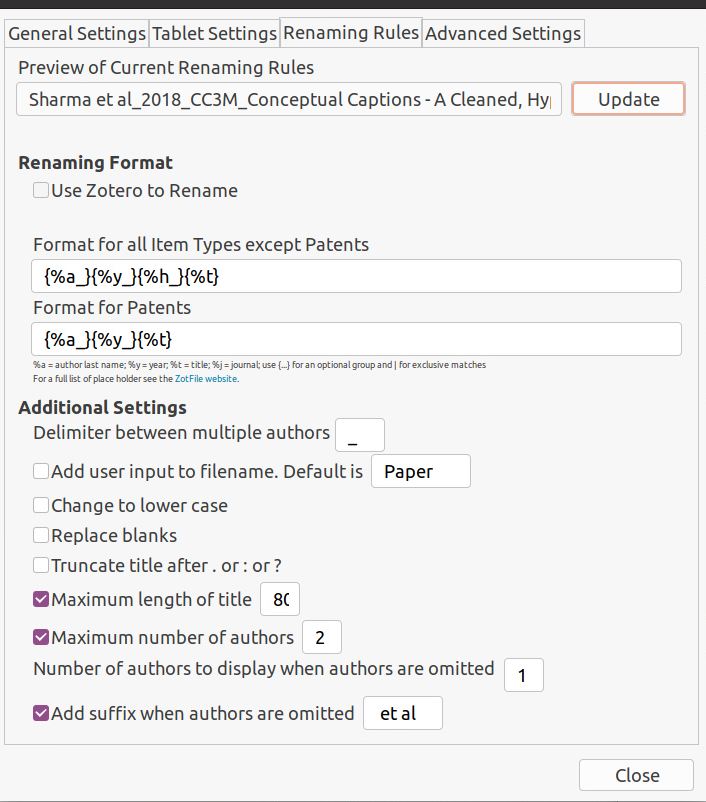 General Settings Tablet Settings Renaming Rules Advanced Settings
Preview of Current Renaming Rules
Sharma et al_2018_CC3M_Conceptual Captions - A Cleaned, Hy Update
Renaming Format
Use Zotero to Rename
Format for all Item Types except Patents
{%a_}{%y_}{%h_}{%t}
Format for Patents
{%a_}{%y_}{%t}
%a = author last name; %y = year; %t = title; %j = journal; use {...} for an optional group and | for exclusive matches
For a full list of place holder see the ZotFile website.
Additional Settings
Delimiter between multiple authors _
Add user input to filename. Default is Paper
Change to lower case
Replace blanks
Truncate title after . or : or ?
Maximum length of title 80
Maximum number of authors 2
Number of authors to display when authors are omitted 1
Add suffix when authors are omitted et al
Close